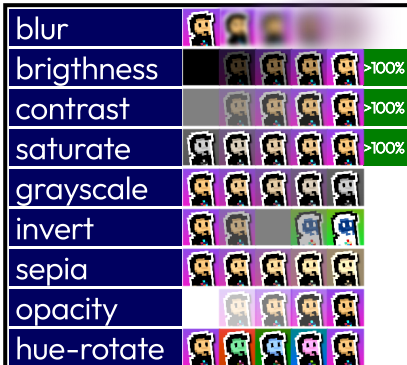 blur
brigthness >100%
contrast >100%
saturate >100%
grayscale
invert
sepia
opacity
hue-rotate